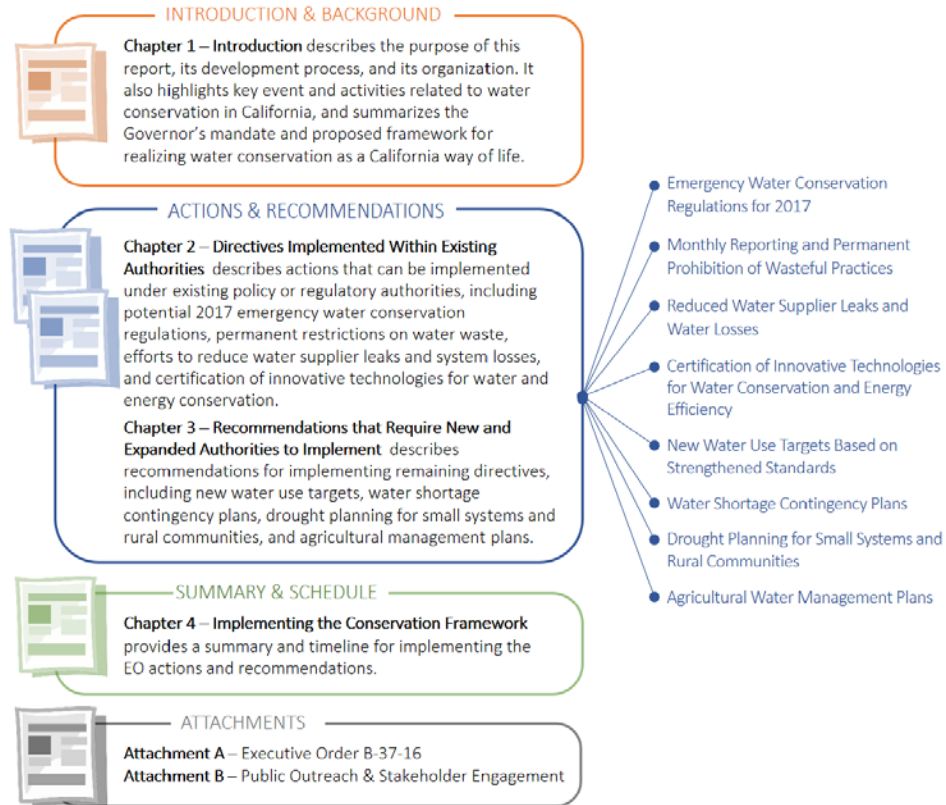 INTRODUCTION & BACKGROUND
Chapter 1 – Introduction describes the purpose of this
report, its development process, and its organization. It
also highlights key event and activities related to water
conservation in California, and summarizes the
Governor's mandate and proposed framework for
realizing water conservation as a California way of life.
ACTIONS & RECOMMENDATIONS
Chapter 2 – Directives Implemented Within Existing
Authorities describes actions that can be implemented
under existing policy or regulatory authorities, including
potential 2017 emergency water conservation
regulations, permanent restrictions on water waste,
efforts to reduce water supplier leaks and system losses,
and certification of innovative technologies for water and
energy conservation.
Chapter 3 – Recommendations that Require New and
Expanded Authorities to Implement describes
recommendations for implementing remaining directives,
including new water use targets, water shortage
contingency plans, drought planning for small systems and
rural communities, and agricultural management plans.
Emergency Water Conservation
Regulations for 2017
Monthly Reporting and Permanent
Prohibition of Wasteful Practices
Reduced Water Supplier Leaks and
Water Losses
Certification of Innovative Technologies
for Water Conservation and Energy
Efficiency
New Water Use Targets Based on
Strengthened Standards
Water Shortage Contingency Plans
Drought Planning for Small Systems and
Rural Communities
Agricultural Water Management Plans
SUMMARY & SCHEDULE
Chapter 4 – Implementing the Conservation Framework
provides a summary and timeline for implementing the
EO actions and recommendations.
ATTACHMENTS
Attachment A – Executive Order B-37-16
Attachment B – Public Outreach & Stakeholder Engagement